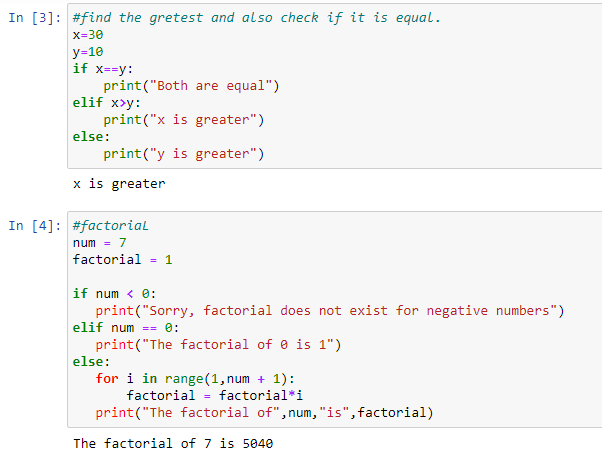 In [3]: #find the gretest and also check if it is equal.
x=30
y=10
if x==y:
    print("Both are equal")
elif x>y:
    print("x is greater")
else:
    print("y is greater")
x is greater
In [4]: #factorial
num = 7
factorial = 1
if num < 0:
   print("Sorry, factorial does not exist for negative numbers")
elif num == 0:
   print("The factorial of 0 is 1")
else:
   for i in range(1,num + 1):
       factorial = factorial*i
   print("The factorial of",num,"is",factorial)
The factorial of 7 is 5040